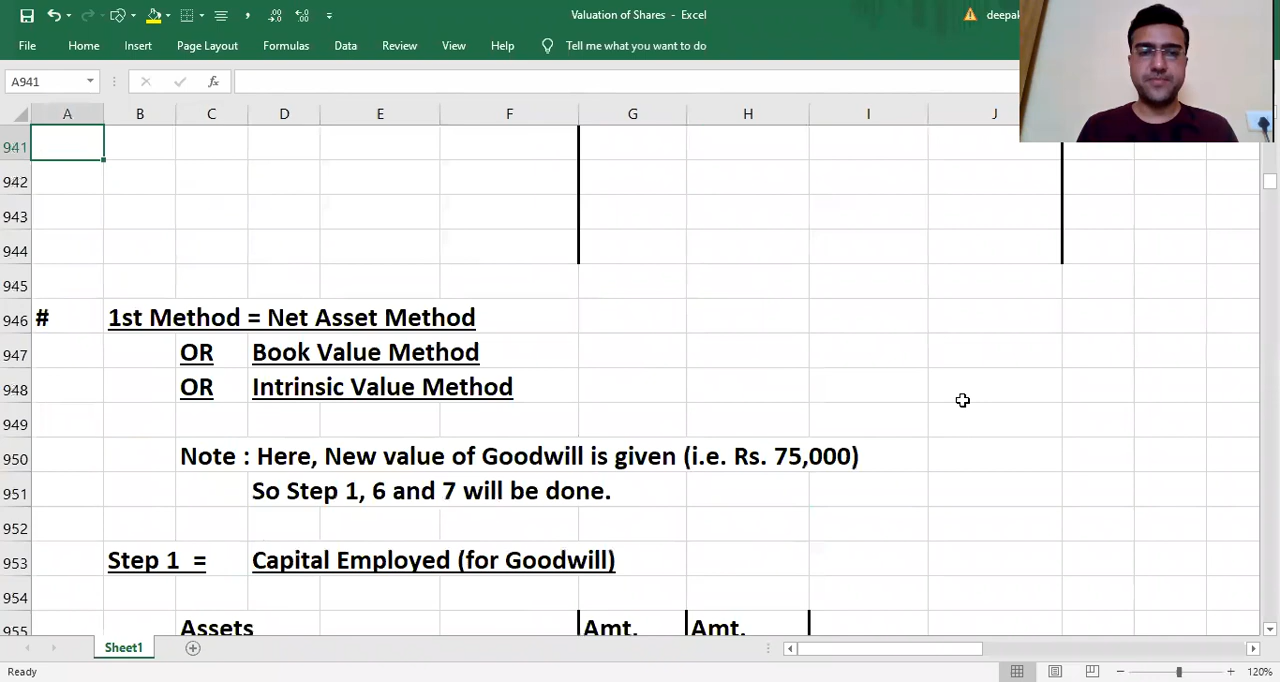 Valuation of Shares - Excel
deepak
File Home Insert Page Layout Formulas Data Review View Help Tell me what you want to do
A941
fx
A B C D E F G H I J
941
942
943
944
945
946 # 1st Method = Net Asset Method
947 OR Book Value Method
948 OR Intrinsic Value Method
949
950 Note : Here, New value of Goodwill is given (i.e. Rs. 75,000)
951 So Step 1, 6 and 7 will be done.
952
953 Step 1 = Capital Employed (for Goodwill)
954
955 Assets Amt. Amt.
Sheet1
Ready 120%